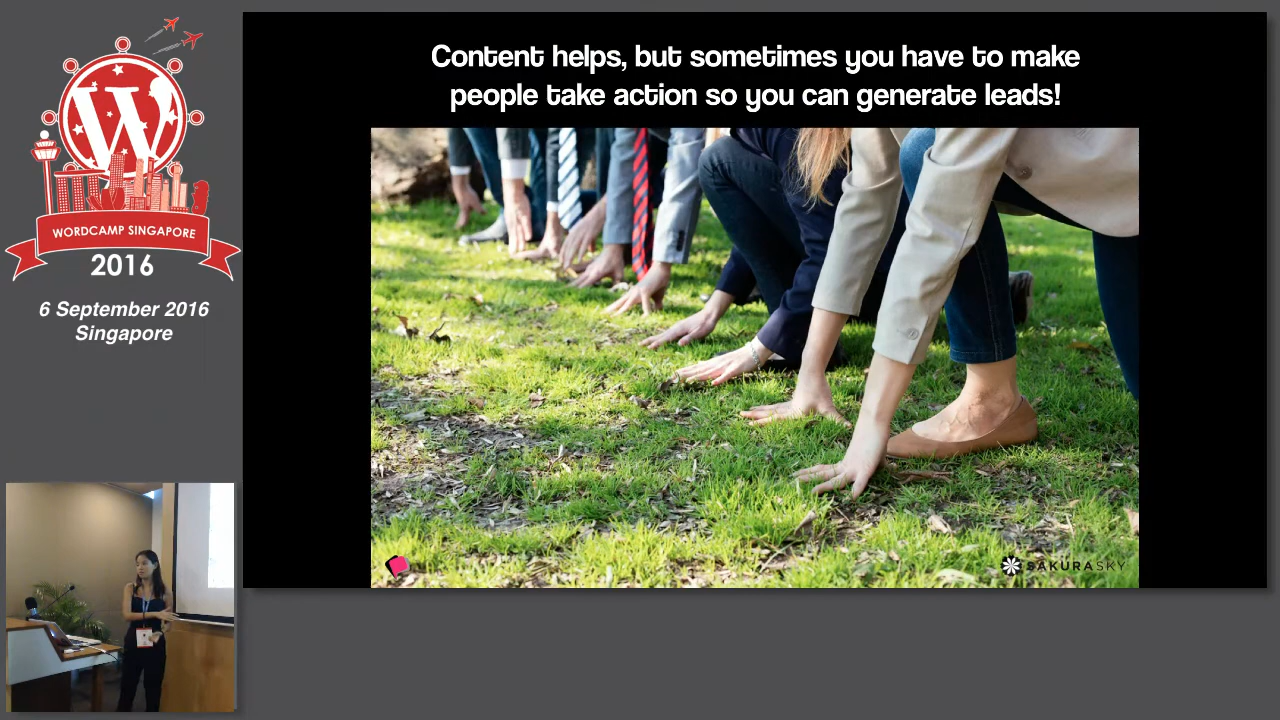 Content helps, but sometimes you have to make
people take action so you can generate leads!
W
WORDCAMP SINGAPORE
2016
6 September 2016
Singapore
SAKURASKY